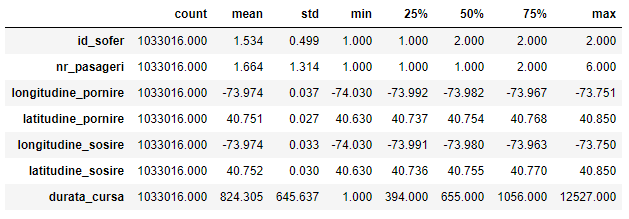 count mean std min 25% 50% 75% max
id_sofer 1033016.000 1.534 0.499 1.000 1.000 2.000 2.000 2.000
nr_pasageri 1033016.000 1.664 1.314 1.000 1.000 1.000 2.000 6.000
longitudine_pornire 1033016.000 -73.974 0.037 -74.030 -73.992 -73.982 -73.967 -73.751
latitudine_pornire 1033016.000 40.751 0.027 40.630 40.737 40.754 40.768 40.850
longitudine_sosire 1033016.000 -73.974 0.033 -74.030 -73.991 -73.980 -73.963 -73.750
latitudine_sosire 1033016.000 40.752 0.030 40.630 40.736 40.755 40.770 40.850
durata_cursa 1033016.000 824.305 645.637 1.000 394.000 655.000 1056.000 12527.000